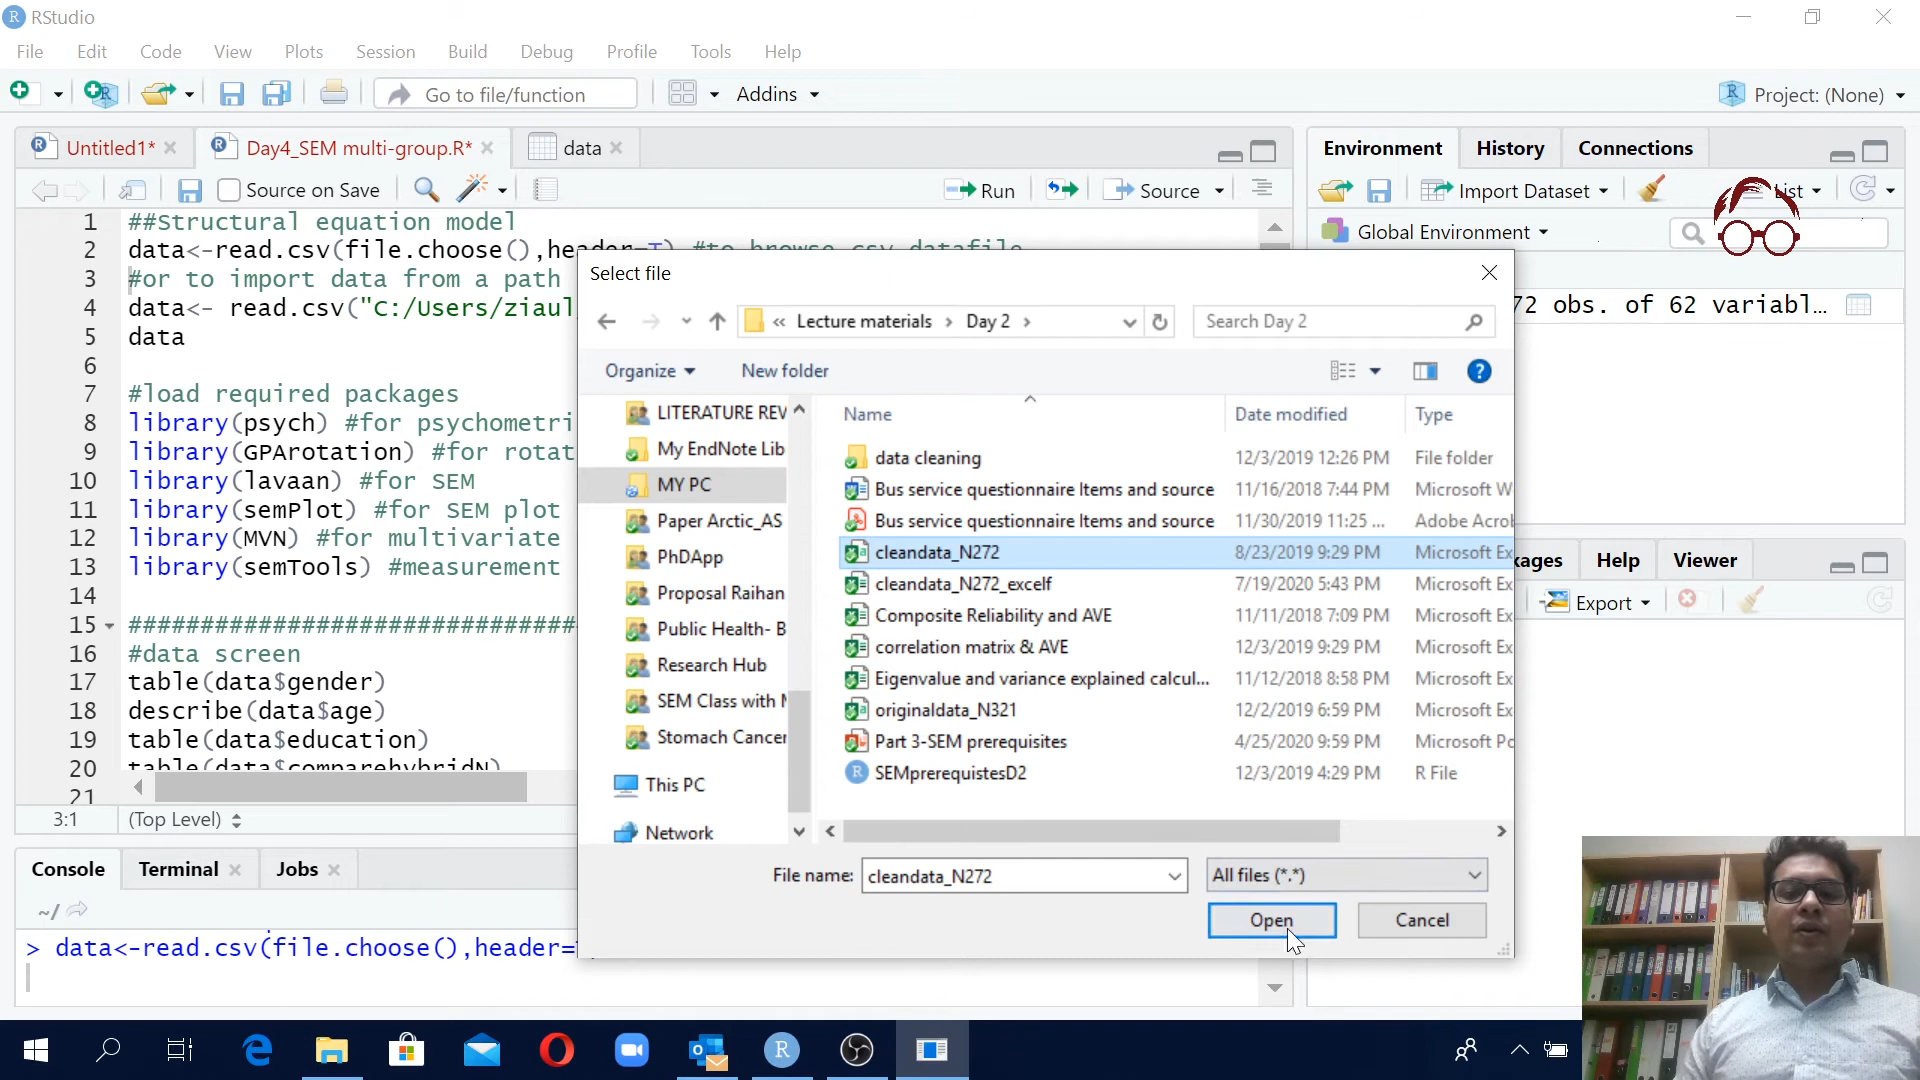 RStudio
File Edit Code View Plots Session Build Debug Profile Tools Help
Go to file/function Addins Project: (None)
Untitled1* Day4_SEM multi-group.R* data
Source on Save Run Source
1 ##Structural equation model
2 data<-read.csv(file.choose(),header=T) #to browse csv datafile
3 #or to import data from a path
4 data<- read.csv("C:/Users/ziaul
5 data
6
7 #load required packages
8 library(psych) #for psychometri
9 library(GPArotation) #for rotat
10 library(lavaan) #for SEM
11 library(semPlot) #for SEM plot
12 library(MVN) #for multivariate
13 library(semTools) #measurement
14
15 ###############################
16 #data screen
17 table(data$gender)
18 describe(data$age)
19 table(data$education)
20 table(data$comparehybridN)
21
3:1 (Top Level)
Console Terminal Jobs
~/
> data<-read.csv(file.choose(),header=
Environment History Connections
Import Dataset List
Global Environment
72 obs. of 62 variabl…
kages Help Viewer
Export
Select file
« Lecture materials › Day 2 ›
Search Day 2
Organize New folder
LITERATURE REV
My EndNote Lib
MY PC
Paper Arctic_AS
PhDApp
Proposal Raihan
Public Health- B
Research Hub
SEM Class with M
Stomach Cancer
This PC
Network
Name Date modified Type
data cleaning 12/3/2019 12:26 PM File folder
Bus service questionnaire Items and source 11/16/2018 7:44 PM Microsoft W
Bus service questionnaire Items and source 11/30/2019 11:25 ... Adobe Acrob
cleandata_N272 8/23/2019 9:29 PM Microsoft Ex
cleandata_N272_excelf 7/19/2020 5:43 PM Microsoft Ex
Composite Reliability and AVE 11/11/2018 7:09 PM Microsoft Ex
correlation matrix & AVE 12/3/2019 9:29 PM Microsoft Ex
Eigenvalue and variance explained calcul... 11/12/2018 8:58 PM Microsoft Ex
originaldata_N321 12/2/2019 6:59 PM Microsoft Ex
Part 3-SEM prerequisites 4/25/2020 9:59 PM Microsoft Po
SEMprerequistesD2 12/3/2019 4:29 PM R File
File name: cleandata_N272 All files (*.*)
Open Cancel